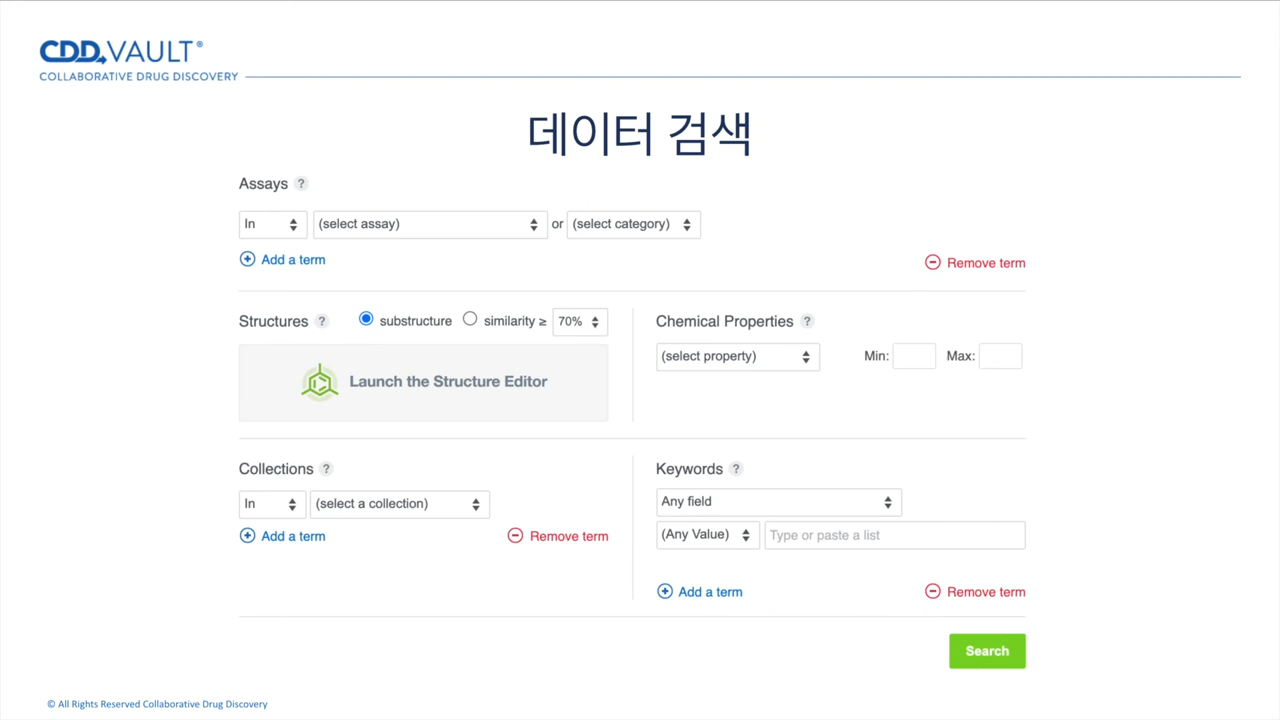 CDD VAULT®
COLLABORATIVE DRUG DISCOVERY
데이터 검색
Assays ?
In (select assay) or (select category)
Add a term
Remove term
Structures ? substructure similarity ≥ 70%
Launch the Structure Editor
Chemical Properties ?
(select property) Min: Max:
Collections ?
In (select a collection)
Add a term Remove term
Keywords ?
Any field
(Any Value) Type or paste a list
Add a term Remove term
Search
© All Rights Reserved Collaborative Drug Discovery